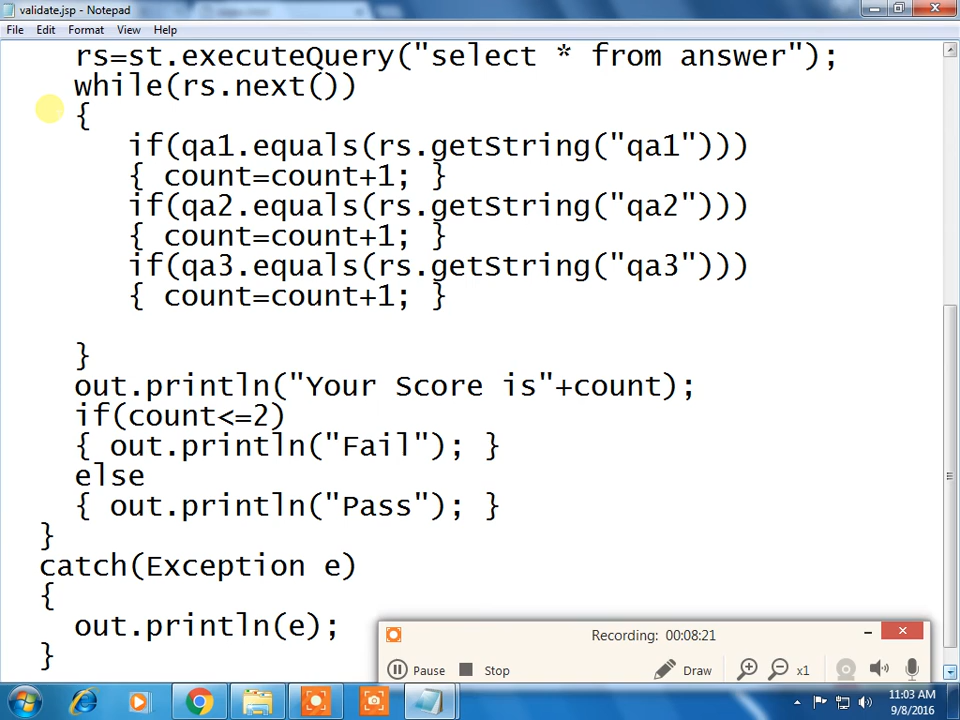 validate.jsp - Notepad
File Edit Format View Help
rs=st.executeQuery("select * from answer");
while(rs.next())
{
if(qa1.equals(rs.getString("qa1")))
{ count=count+1; }
if(qa2.equals(rs.getString("qa2")))
{ count=count+1; }
if(qa3.equals(rs.getString("qa3")))
{ count=count+1; }
}
out.println("Your Score is"+count);
if(count<=2)
{ out.println("Fail"); }
else
{ out.println("Pass"); }
}
catch(Exception e)
{
out.println(e);
}
Recording: 00:08:21
Pause Stop x1 Draw
11:03 AM
9/8/2016